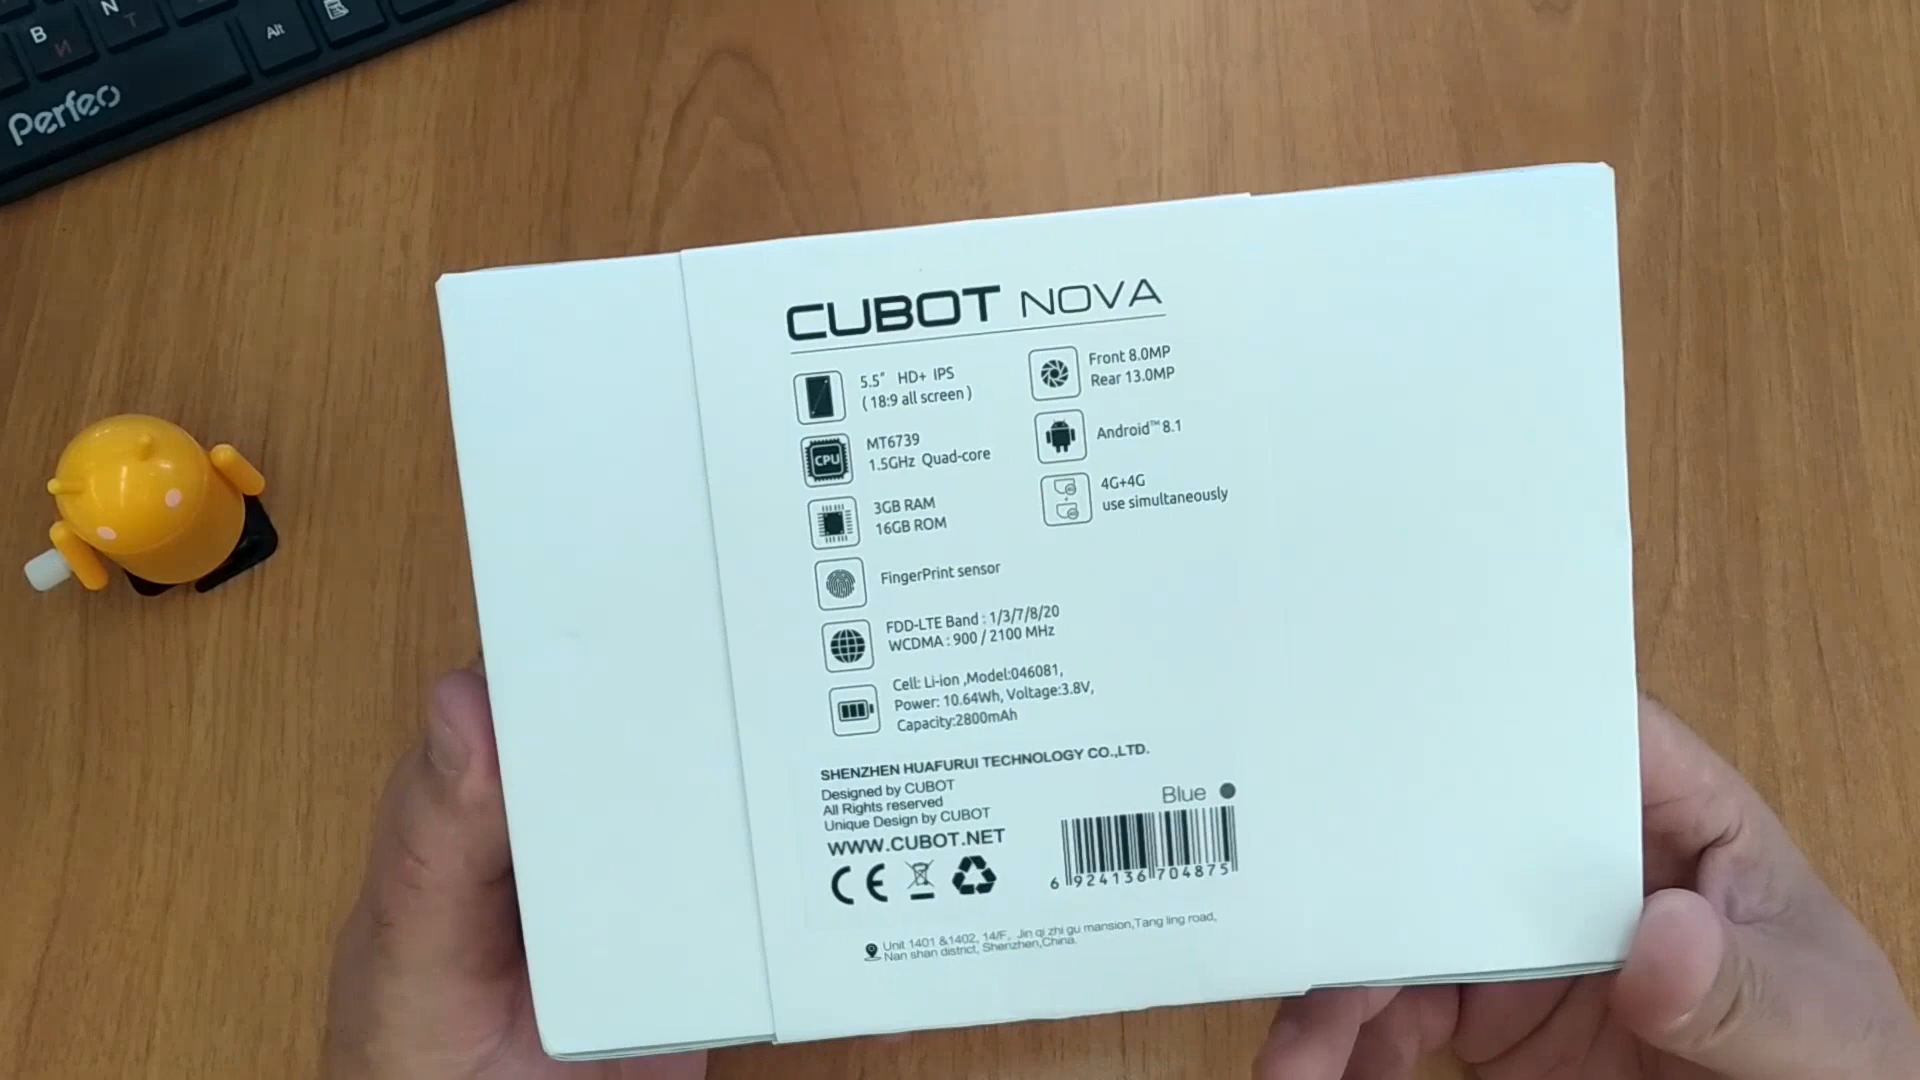 B
И
N
Т
Alt
Perfeo
CUBOT NOVA
5.5" HD+ IPS
( 18:9 all screen )
CPU
MT6739
1.5GHz Quad-core
3GB RAM
16GB ROM
FingerPrint sensor
FDD-LTE Band : 1/3/7/8/20
WCDMA : 900 / 2100 MHz
Cell: Li-ion ,Model:046081,
Power: 10.64Wh, Voltage:3.8V,
Capacity:2800mAh
Front 8.0MP
Rear 13.0MP
Android™ 8.1
4G+4G
use simultaneously
SHENZHEN HUAFURUI TECHNOLOGY CO.,LTD.
Designed by CUBOT
All Rights reserved
Unique Design by CUBOT
WWW.CUBOT.NET
CE
Blue
6 924136 704875
Unit 1401 &1402, 14/F, Jin qi zhi gu mansion,Tang ling road,
Nan shan district, Shenzhen,China.